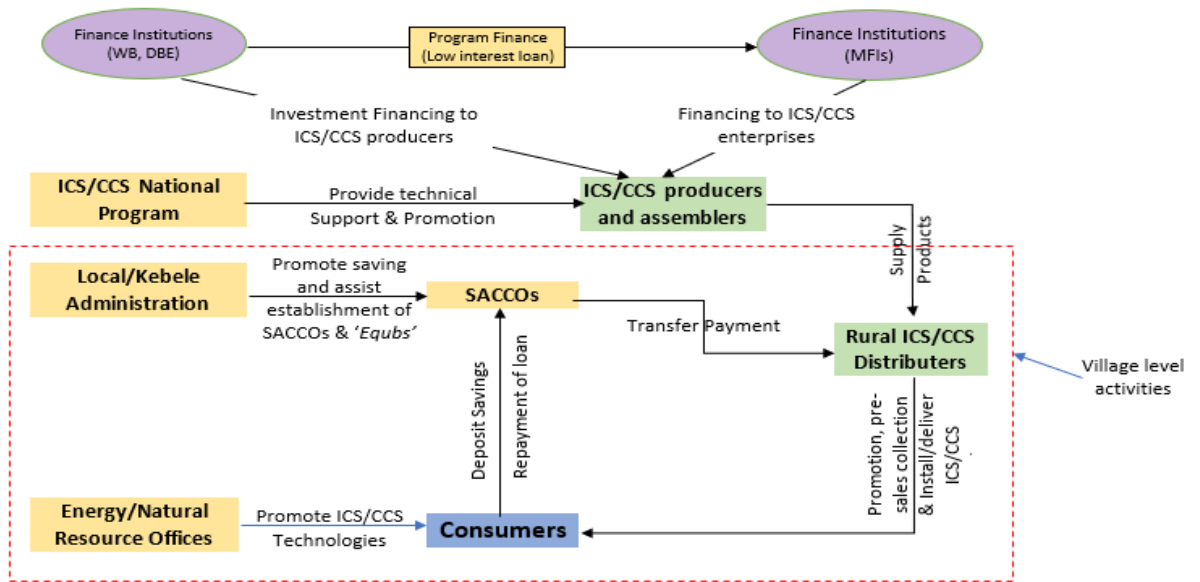 Finance Institutions
(WB, DBE)
Program Finance
(Low interest loan)
Finance Institutions
(MFIs)
Investment Financing to
ICS/CCS producers
Financing to ICS/CCS
enterprises
ICS/CCS National
Program
Provide technical
Support & Promotion
ICS/CCS producers
and assemblers
Supply
Products
Local/Kebele
Administration
Promote saving
and assist
establishment of
SACCOs & ‘Equbs’
SACCOs
Transfer Payment
Rural ICS/CCS
Distributers
Village level
activities
Deposit Savings
Repayment of loan
Promotion, pre-
sales collection
& Install/deliver
ICS/CCS
Energy/Natural
Resource Offices
Promote ICS/CCS
Technologies
Consumers